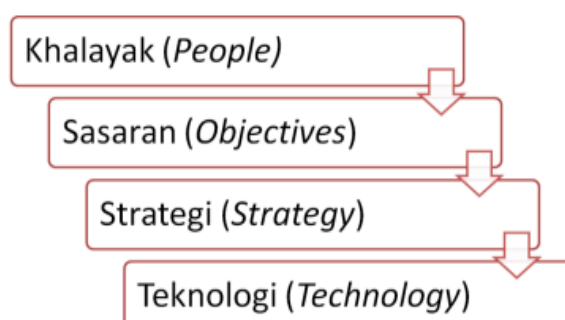 Khalayak (People)
Sasaran (Objectives)
Strategi (Strategy)
Teknologi (Technology)